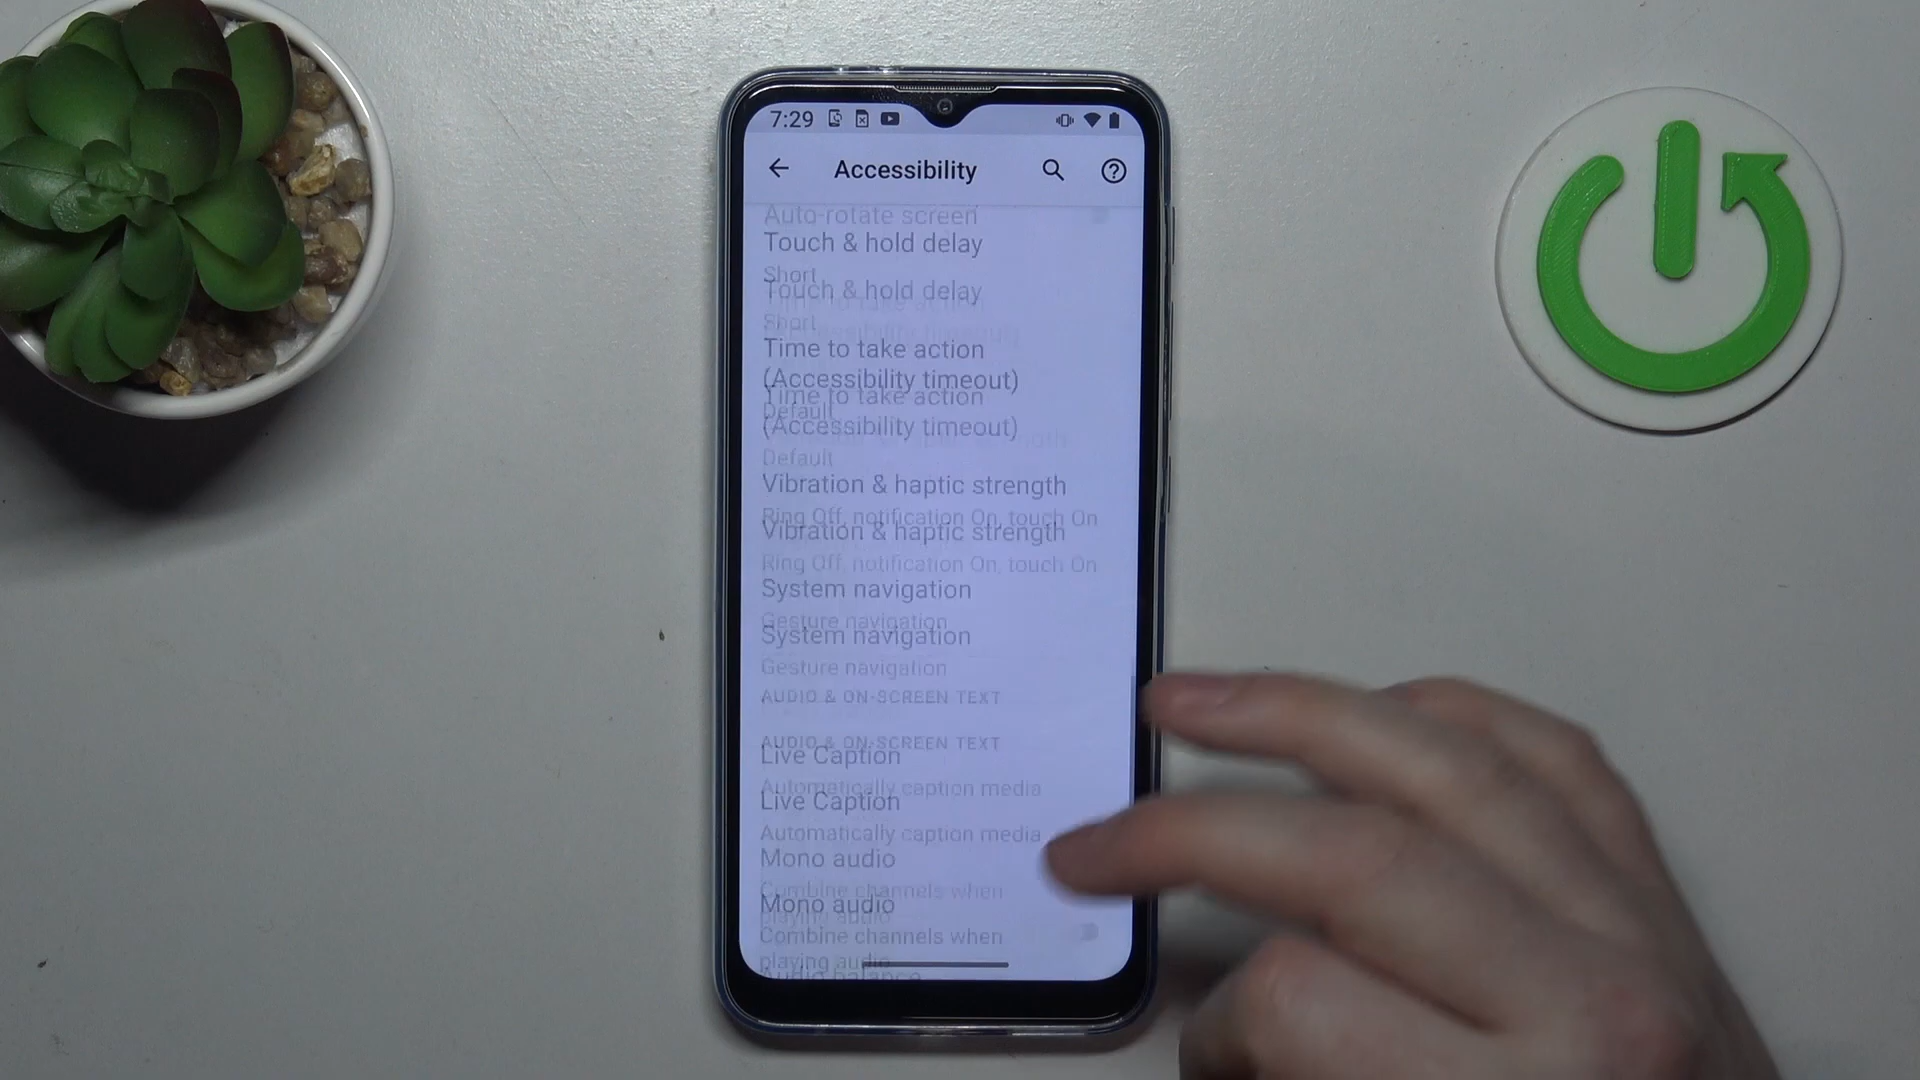 7:29
Accessibility
Auto-rotate screen
Touch & hold delay
Short
Touch & hold delay
Short
Time to take action
(Accessibility timeout)
Time to take action
Default
(Accessibility timeout)
Default
Vibration & haptic strength
Ring Off, notification On, touch On
Vibration & haptic strength
Ring Off, notification On, touch On
System navigation
Gesture navigation
System navigation
Gesture navigation
AUDIO & ON-SCREEN TEXT
AUDIO & ON-SCREEN TEXT
Live Caption
Automatically caption media
Live Caption
Automatically caption media
Mono audio
Combine channels when
Mono audio
playing audio
Combine channels when
playing audio
Audio balance